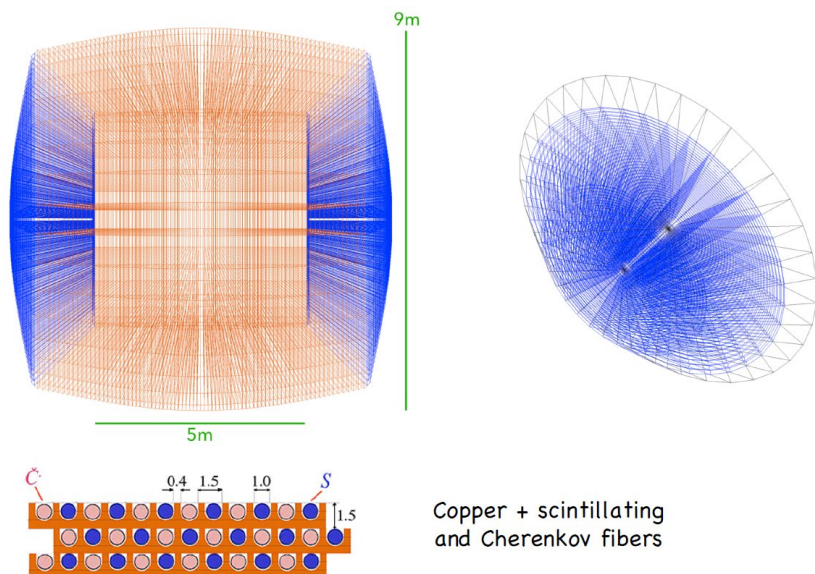 9m
5m
Č
0.4
1.5
1.0
S
1.5
Copper + scintillating
and Cherenkov fibers